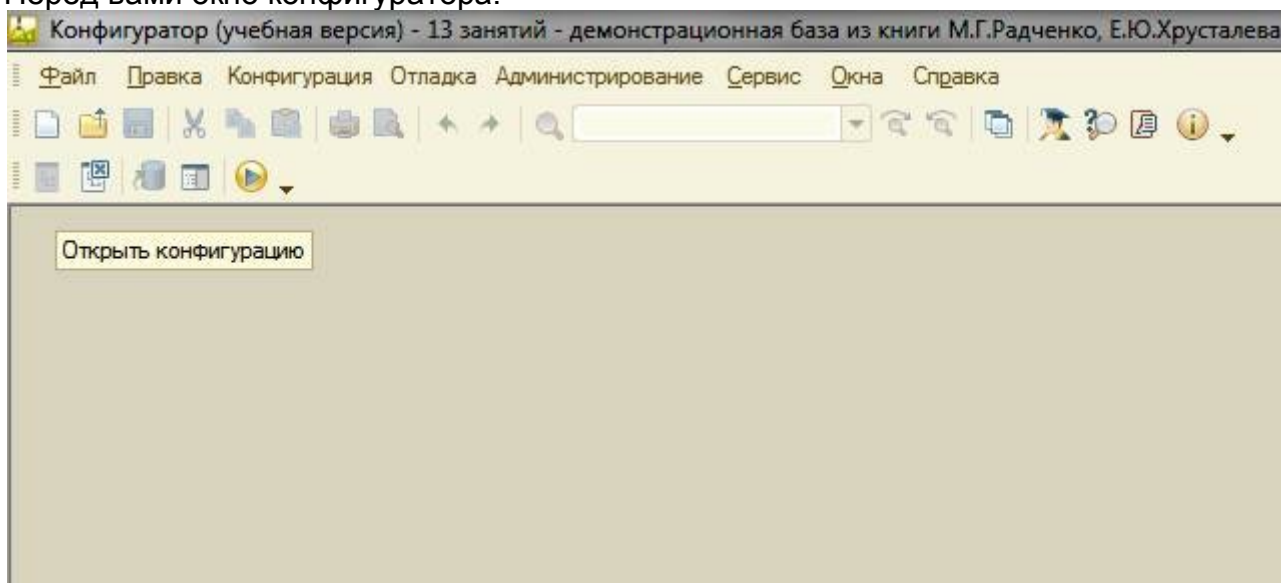 Перед вами окно конфигуратора.
Конфигуратор (учебная версия) - 13 занятий - демонстрационная база из книги М.Г.Радченко, Е.Ю.Хрусталева
Файл Правка Конфигурация Отладка Администрирование Сервис Окна Справка
Открыть конфигурацию